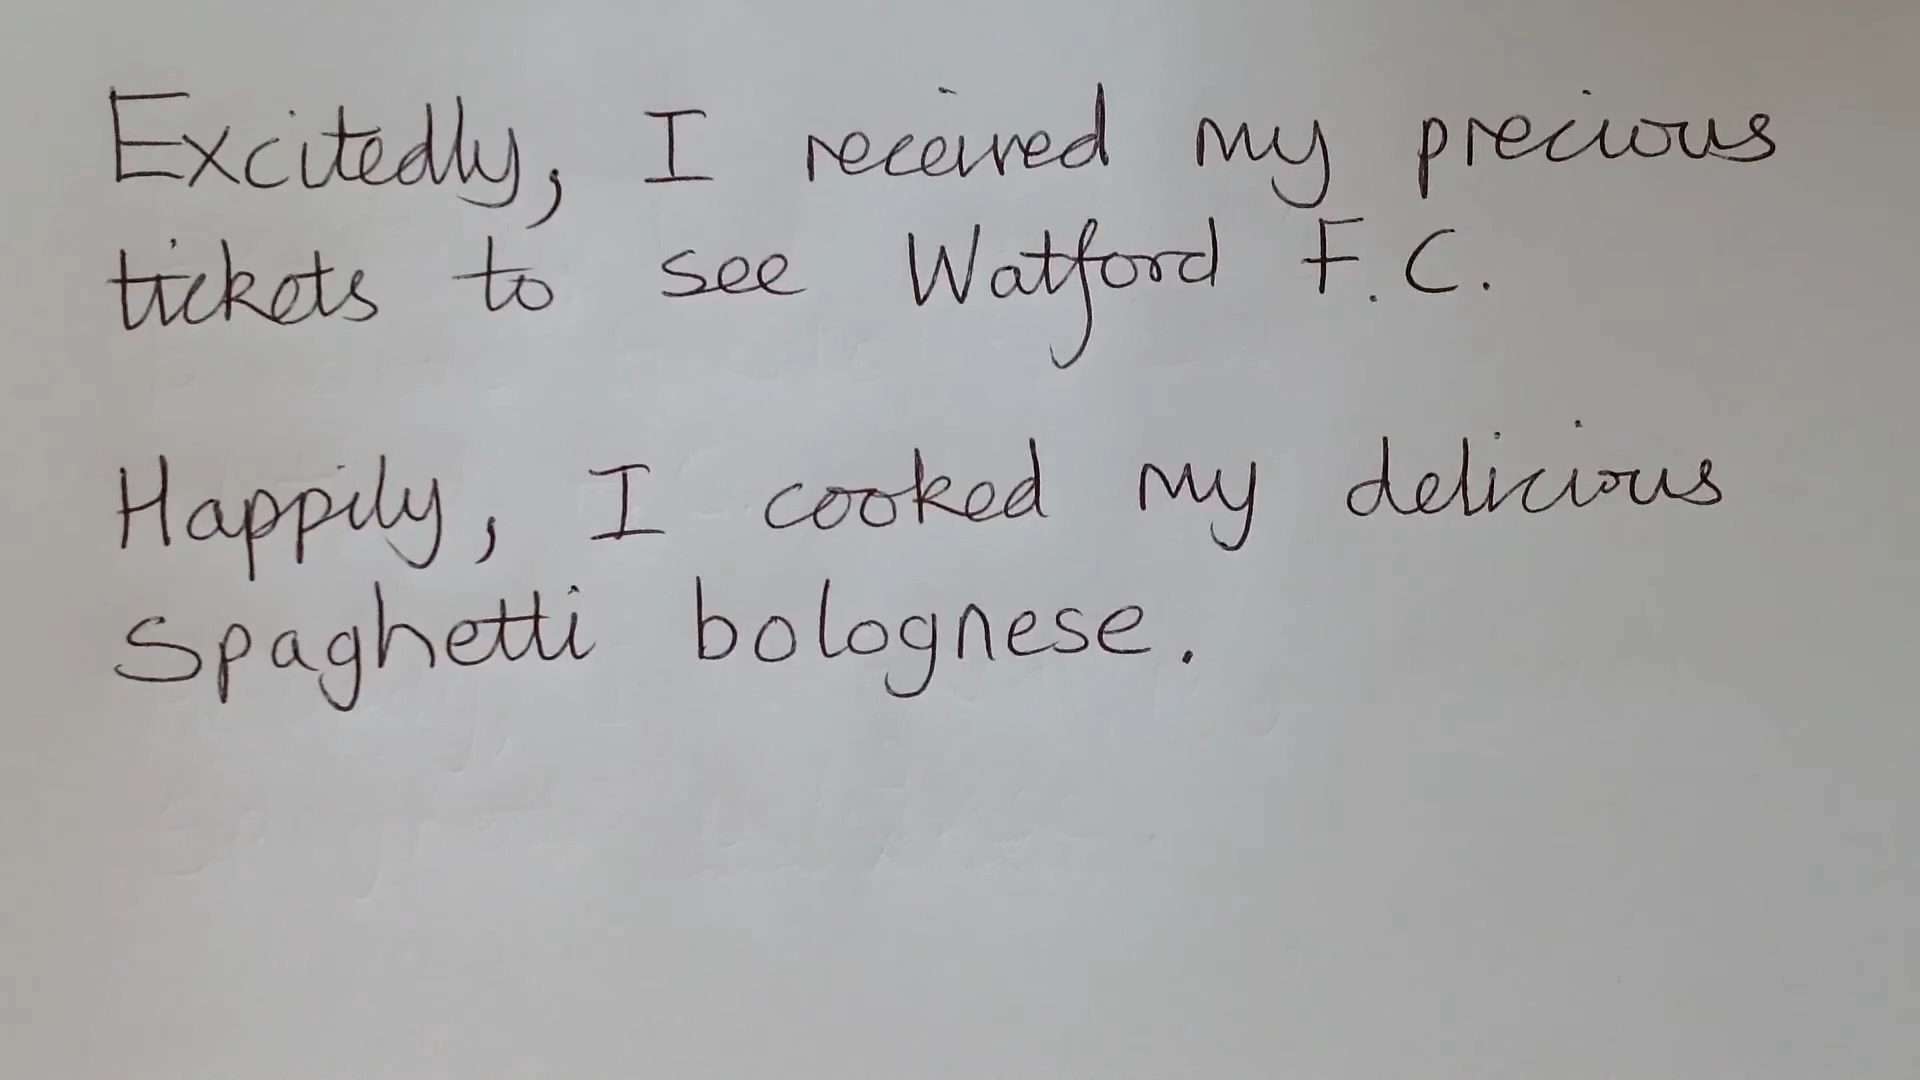 Excitedly, I received my precious
tickets to see Watford F.C.
Happily, I cooked my delicious
spaghetti bolognese.